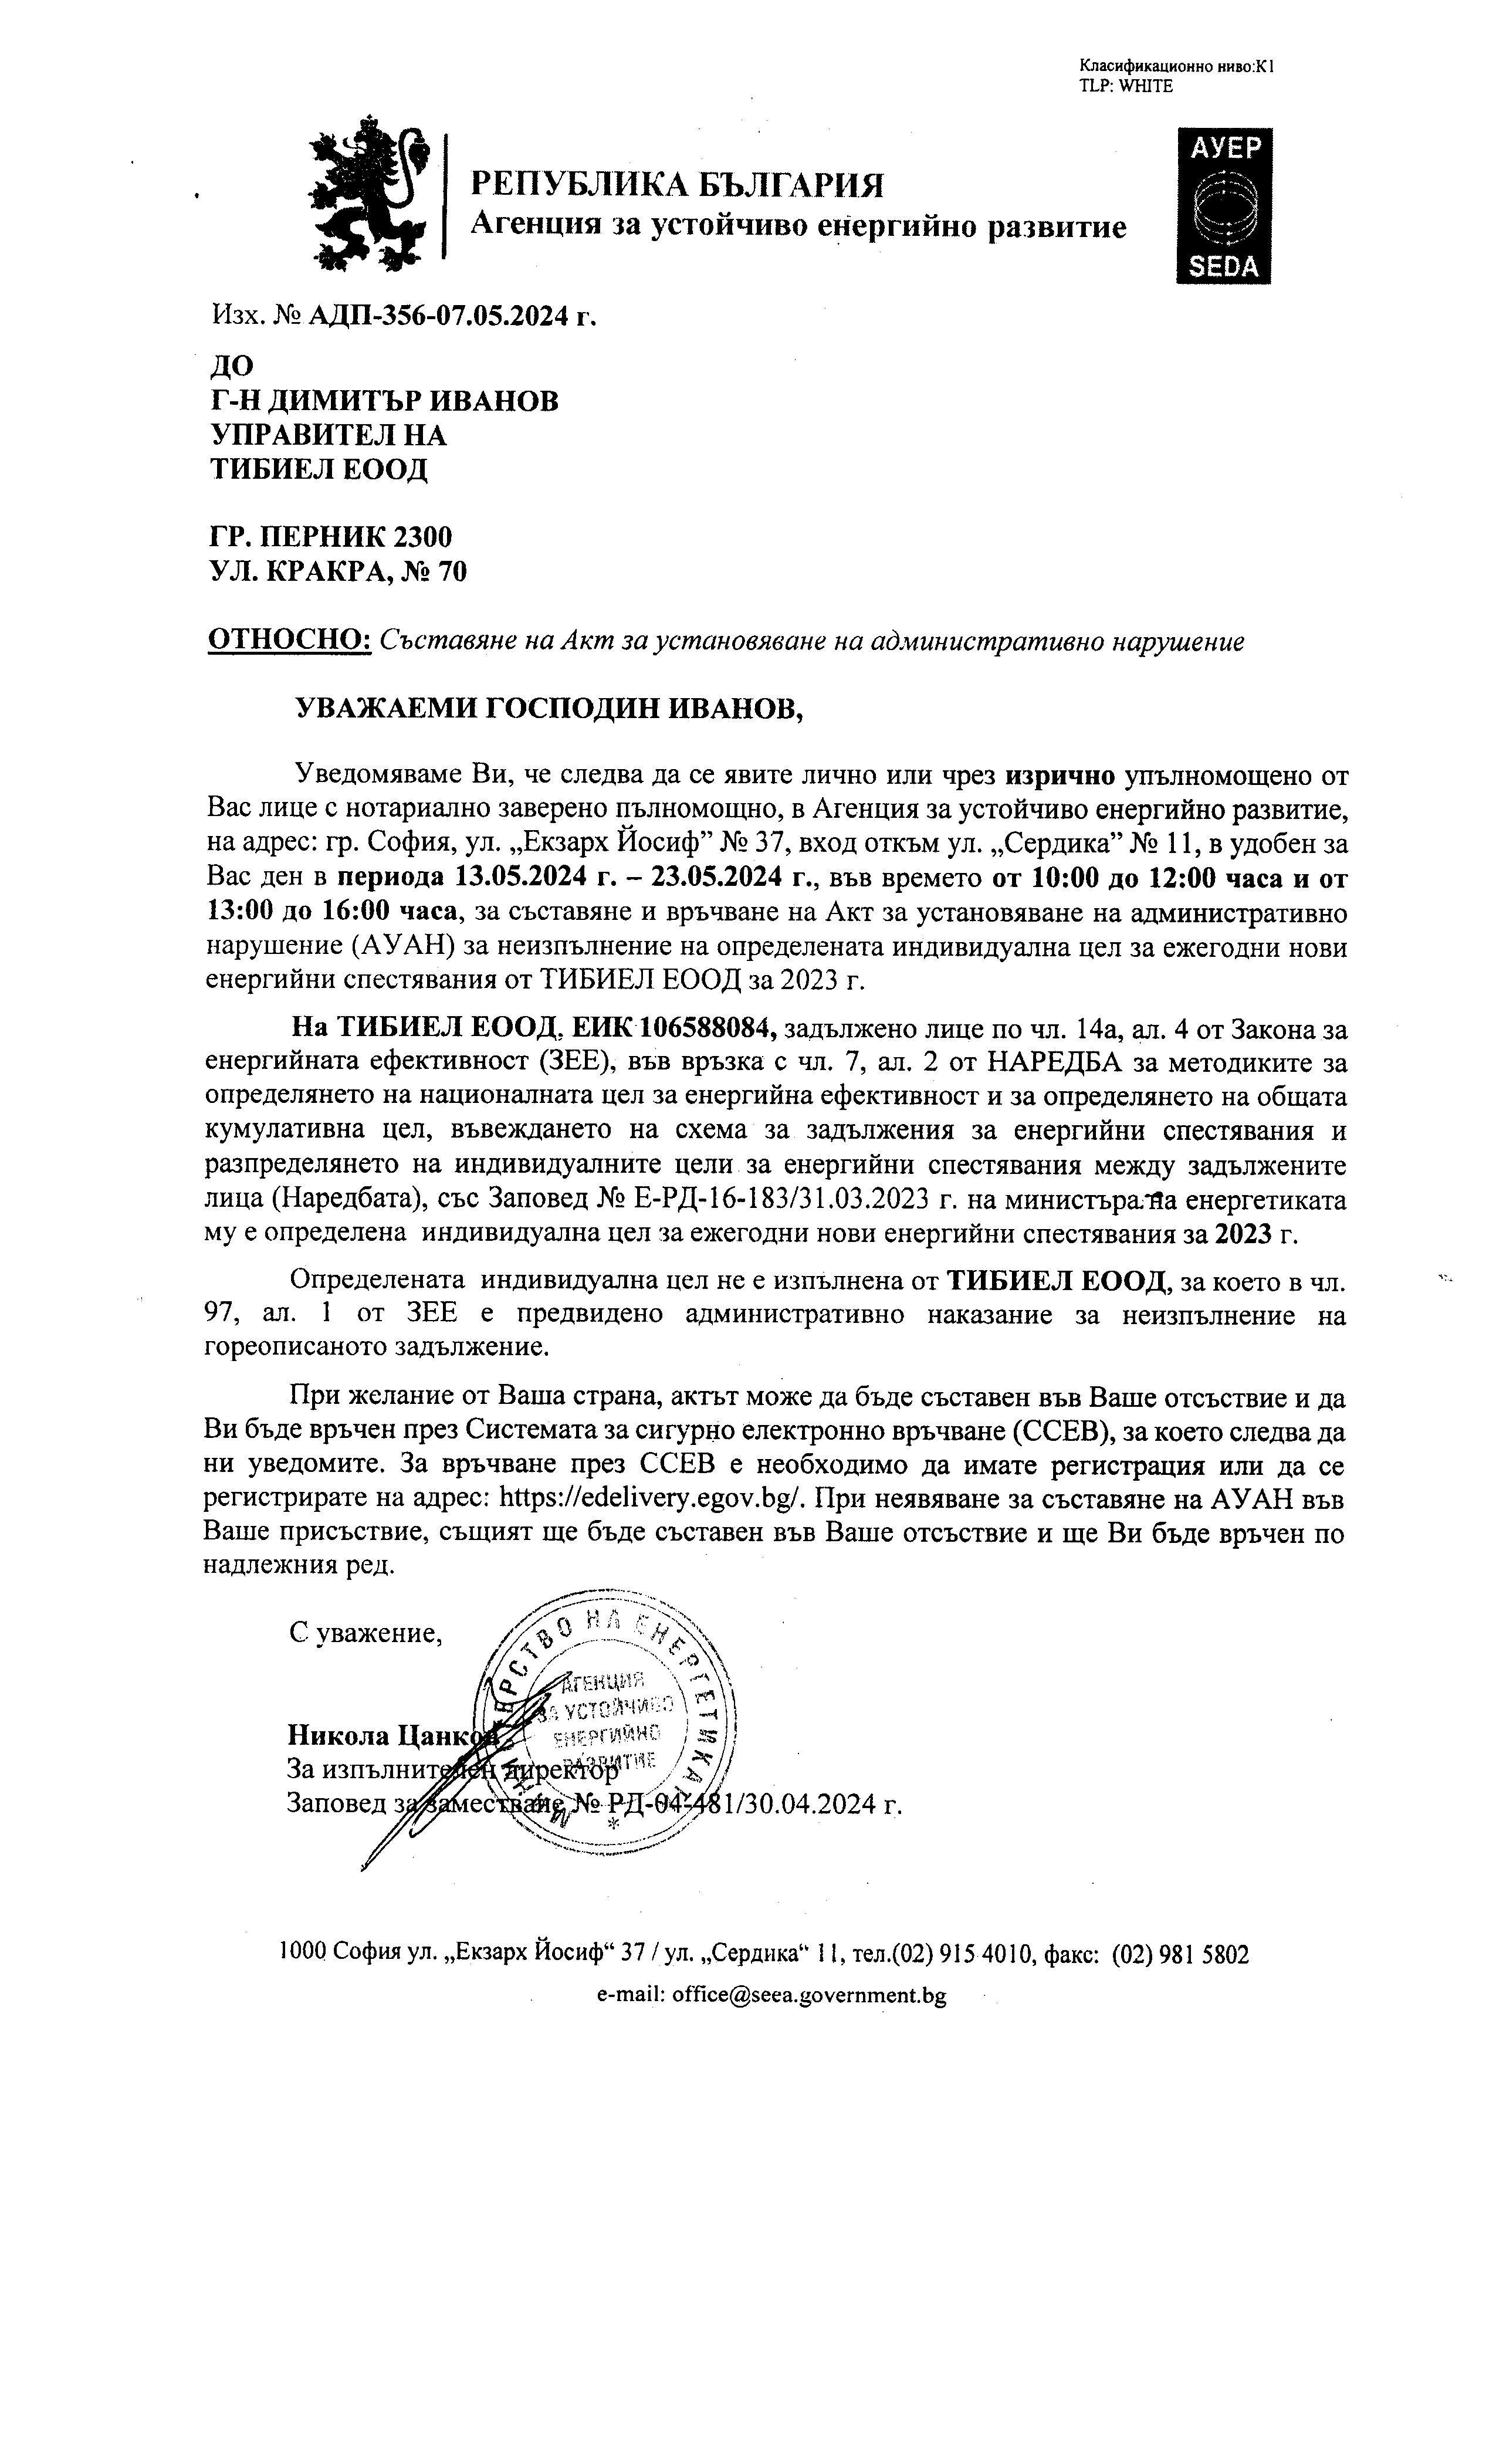 Класификационно ниво:К1
TLP: WHITE
РЕПУБЛИКА БЪЛГАРИЯ
Агенция за устойчиво енергийно развитие
АУЕР
SEDA
Изх. № АДП-356-07.05.2024 г.
ДО
Г-Н ДИМИТЪР ИВАНОВ
УПРАВИТЕЛ НА
ТИБИЕЛ ЕООД
ГР. ПЕРНИК 2300
УЛ. КРАКРА, № 70
ОТНОСНО: Съставяне на Акт за установяване на административно нарушение
УВАЖАЕМИ ГОСПОДИН ИВАНОВ,
Уведомяваме Ви, че следва да се явите лично или чрез изрично упълномощено от
Вас лице с нотариално заверено пълномощно, в Агенция за устойчиво енергийно развитие,
на адрес: гр. София, ул. „Екзарх Йосиф” № 37, вход откъм ул. „Сердика” № 11, в удобен за
Вас ден в периода 13.05.2024 г. – 23.05.2024 г., във времето от 10:00 до 12:00 часа и от
13:00 до 16:00 часа, за съставяне и връчване на Акт за установяване на административно
нарушение (АУАН) за неизпълнение на определената индивидуална цел за ежегодни нови
енергийни спестявания от ТИБИЕЛ ЕООД за 2023 г.
На ТИБИЕЛ ЕООД, ЕИК 106588084, задължено лице по чл. 14а, ал. 4 от Закона за
енергийната ефективност (ЗЕЕ), във връзка с чл. 7, ал. 2 от НАРЕДБА за методиките за
определянето на националната цел за енергийна ефективност и за определянето на общата
кумулативна цел, въвеждането на схема за задължения за енергийни спестявания и
разпределянето на индивидуалните цели за енергийни спестявания между задължените
лица (Наредбата), със Заповед № Е-РД-16-183/31.03.2023 г. на министъра на енергетиката
му е определена индивидуална цел за ежегодни нови енергийни спестявания за 2023 г.
Определената индивидуална цел не е изпълнена от ТИБИЕЛ ЕООД, за което в чл.
97, ал. 1 от ЗЕЕ е предвидено административно наказание за неизпълнение на
гореописаното задължение.
При желание от Ваша страна, актът може да бъде съставен във Ваше отсъствие и да
Ви бъде връчен през Системата за сигурно електронно връчване (ССЕВ), за което следва да
ни уведомите. За връчване през ССЕВ е необходимо да имате регистрация или да се
регистрирате на адрес: https://edelivery.egov.bg/. При неявяване за съставяне на АУАН във
Ваше присъствие, същият ще бъде съставен във Ваше отсъствие и ще Ви бъде връчен по
надлежния ред.
С уважение,
Никола Цанков
За изпълнителен директор
Заповед за заместване № РД-04-481/30.04.2024 г.
МИНИСТЕРСТВО НА ЕНЕРГЕТИКАТА
АГЕНЦИЯ
ЗА УСТОЙЧИВО
ЕНЕРГИЙНО
РАЗВИТИЕ
1000 София ул. „Екзарх Йосиф“ 37 / ул. „Сердика“ 11, тел.(02) 915 4010, факс: (02) 981 5802
e-mail: office@seea.government.bg